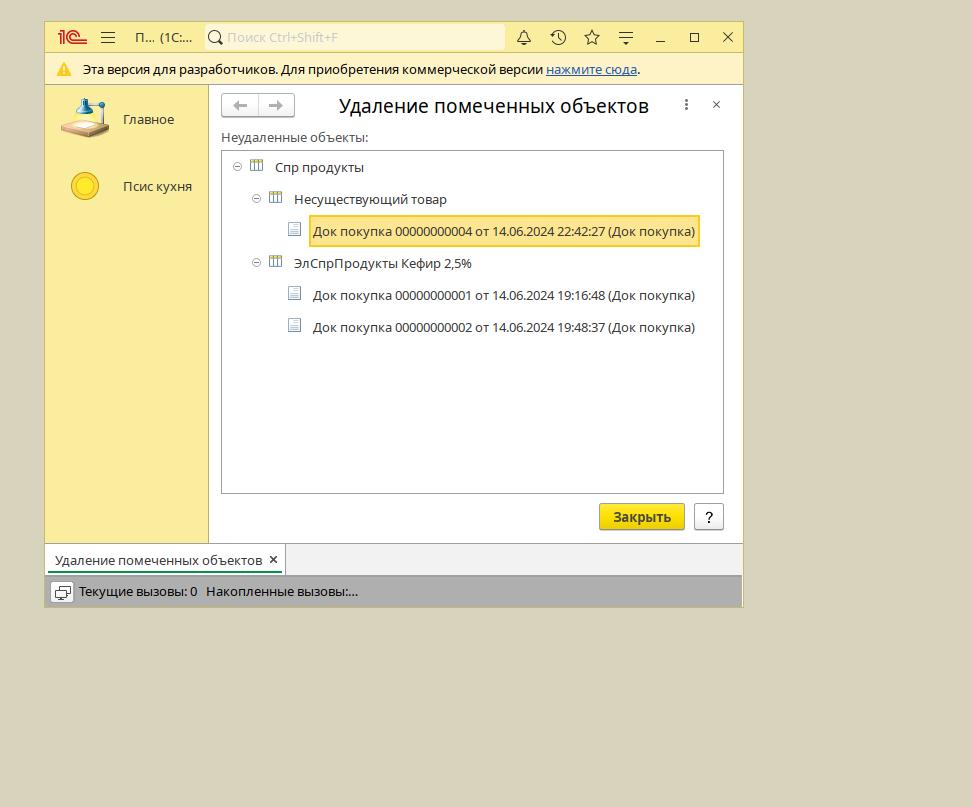 1С П... (1С:... Поиск Ctrl+Shift+F
Эта версия для разработчиков. Для приобретения коммерческой версии нажмите сюда.
Главное
Псис кухня
Удаление помеченных объектов
Неудаленные объекты:
Спр продукты
Несуществующий товар
Док покупка 00000000004 от 14.06.2024 22:42:27 (Док покупка)
ЭлСпрПродукты Кефир 2,5%
Док покупка 00000000001 от 14.06.2024 19:16:48 (Док покупка)
Док покупка 00000000002 от 14.06.2024 19:48:37 (Док покупка)
Закрыть ?
Удаление помеченных объектов
Текущие вызовы: 0 Накопленные вызовы:...